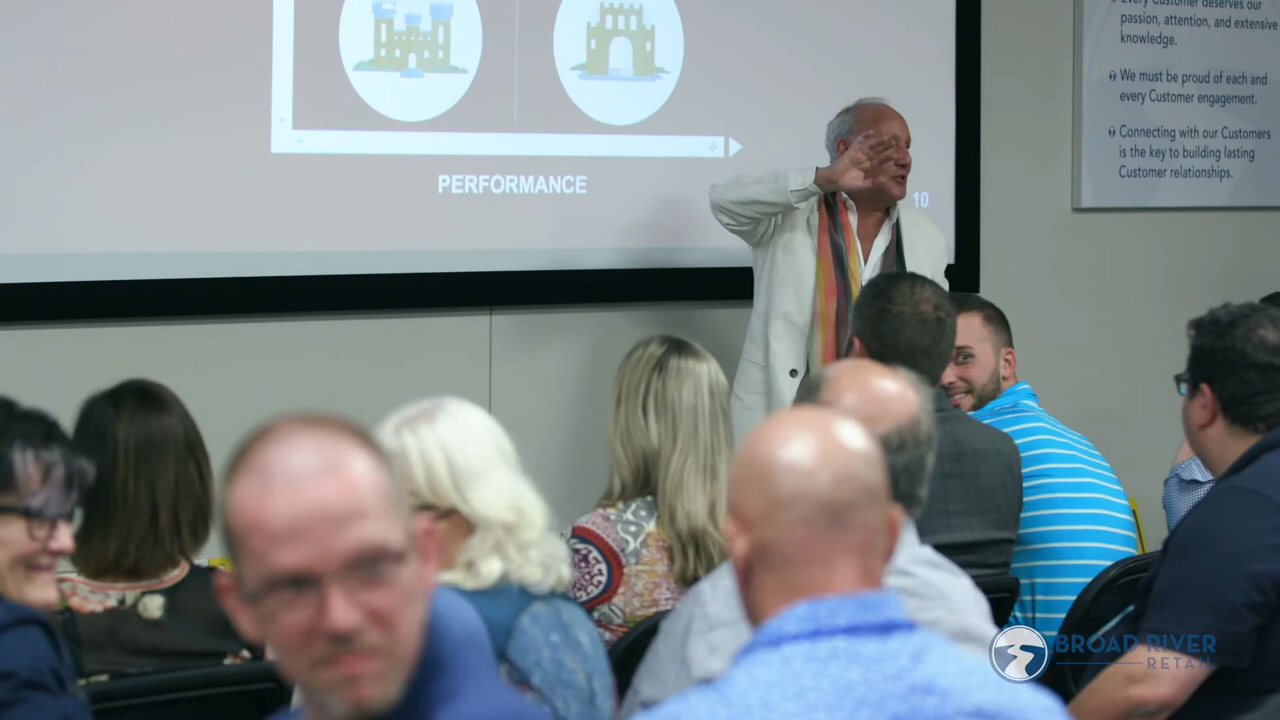 Every Customer deserves our
passion, attention, and extensive
knowledge.
We must be proud of each and
every Customer engagement.
Connecting with our Customers
is the key to building lasting
Customer relationships.
PERFORMANCE
10
BROAD RIVER
RETAIL